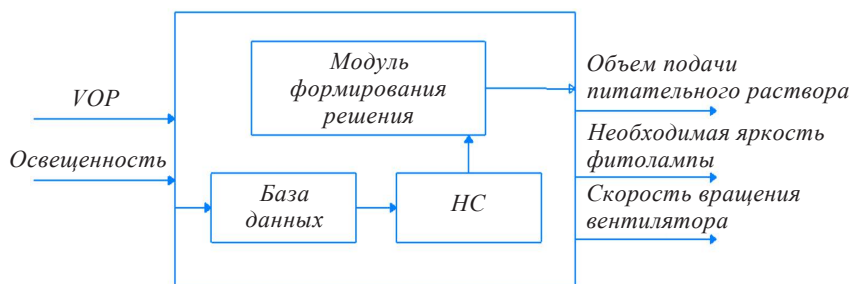 VOP
Освещенность
Модуль
формирования
решения
База
данных
НС
Объем подачи
питательного раствора
Необходимая яркость
фитолампы
Скорость вращения
вентилятора